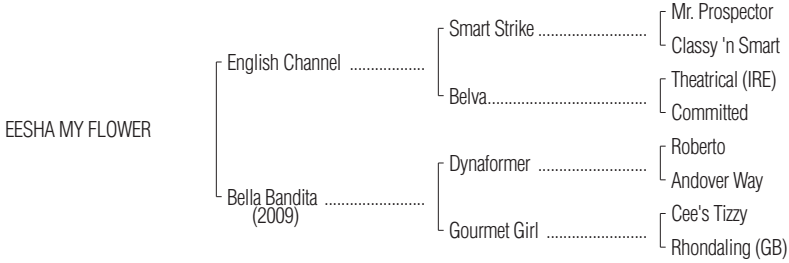 Mr. Prospector
Smart Strike ..........................
Classy 'n Smart
English Channel ..................
Theatrical (IRE)
Belva......................................
Committed
EESHA MY FLOWER
Roberto
Dynaformer ..........................
Andover Way
Bella Bandita ........................
(2009)
Cee's Tizzy
Gourmet Girl ........................
Rhondaling (GB)